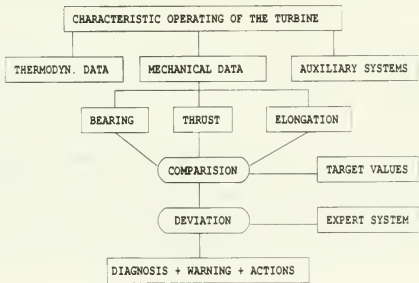 CHARACTERISTIC OPERATING OF THE TURBINE
THERMODYN. DATA
MECHANICAL DATA
AUXILIARY SYSTEMS
BEARING
THRUST
ELONGATION
COMPARISION
TARGET VALUES
DEVIATION
EXPERT SYSTEM
DIAGNOSIS + WARNING + ACTIONS